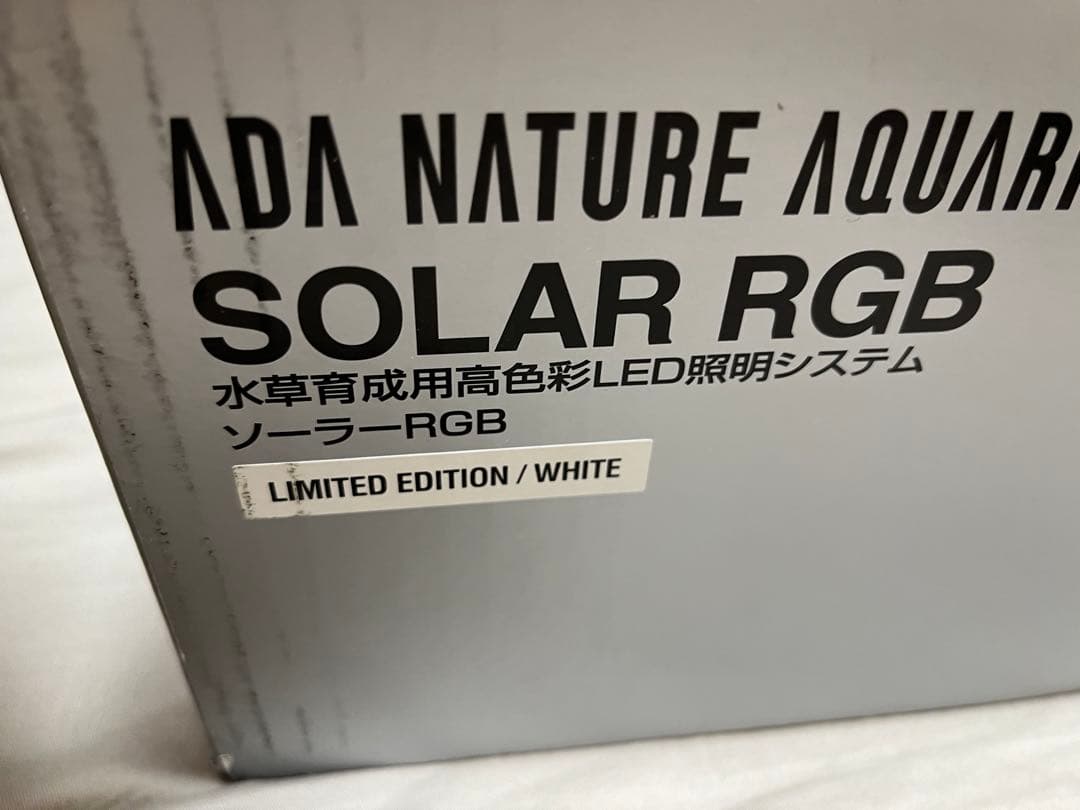 ADA NATURE AQUAR
SOLAR RGB
水草育成用高色彩LED照明システム
ソーラーRGB
LIMITED EDITION / WHITE